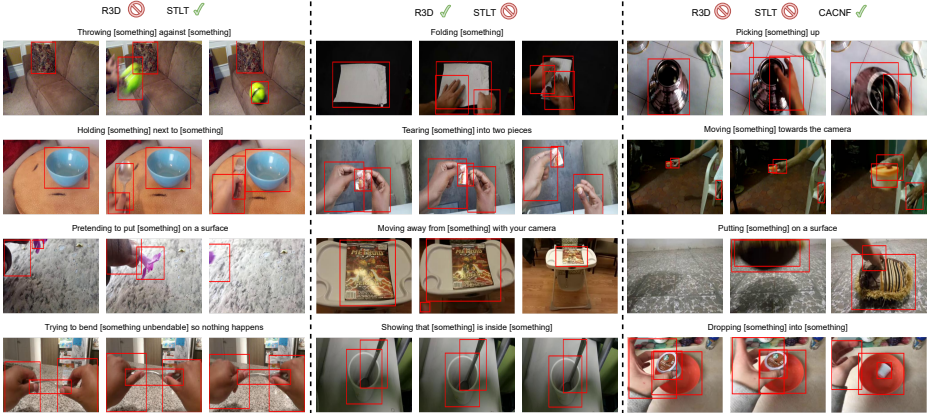 R3D STLT
Throwing [something] against [something]
Holding [something] next to [something]
Pretending to put [something] on a surface
Trying to bend [something unbendable] so nothing happens
R3D STLT
Folding [something]
Tearing [something] into two pieces
Moving away from [something] with your camera
Showing that [something] is inside [something]
R3D STLT CACNF
Picking [something] up
Moving [something] towards the camera
Putting [something] on a surface
Dropping [something] into [something]